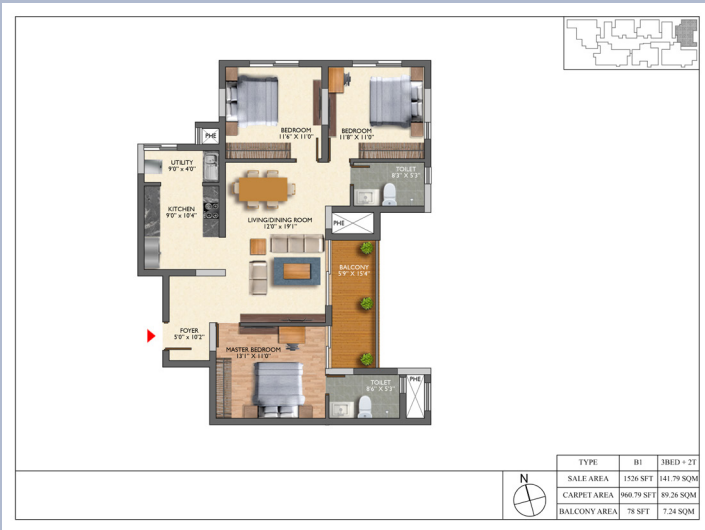 BEDROOM
11'6" X 11'0"
BEDROOM
11'8" X 11'0"
PHE
UTILITY
9'0" x 4'0"
TOILET
8'3" X 5'3"
KITCHEN
9'0" x 10'4"
LIVING/DINING ROOM
12'0" x 19'1"
PHE
BALCONY
5'9" X 15'4"
FOYER
5'0" x 10'2"
MASTER BEDROOM
13'1" X 11'0"
TOILET
8'6" X 5'3"
PHE
N
TYPE B1 3BED + 2T
SALE AREA 1526 SFT 141.79 SQM
CARPET AREA 960.79 SFT 89.26 SQM
BALCONY AREA 78 SFT 7.24 SQM